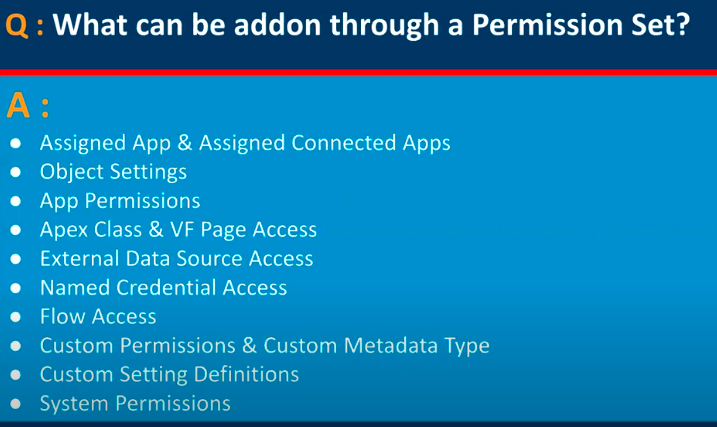 Q : What can be addon through a Permission Set?
A :
● Assigned App & Assigned Connected Apps
● Object Settings
● App Permissions
● Apex Class & VF Page Access
● External Data Source Access
● Named Credential Access
● Flow Access
● Custom Permissions & Custom Metadata Type
● Custom Setting Definitions
● System Permissions